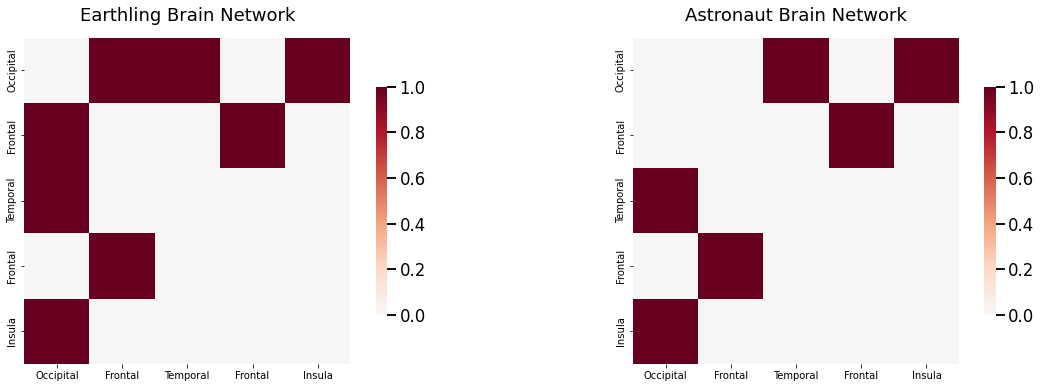 Earthling Brain Network
Occipital
Frontal
Temporal
Frontal
Insula
Occipital Frontal Temporal Frontal Insula
1.0
0.8
0.6
0.4
0.2
0.0
Astronaut Brain Network
Occipital
Frontal
Temporal
Frontal
Insula
Occipital Frontal Temporal Frontal Insula
1.0
0.8
0.6
0.4
0.2
0.0